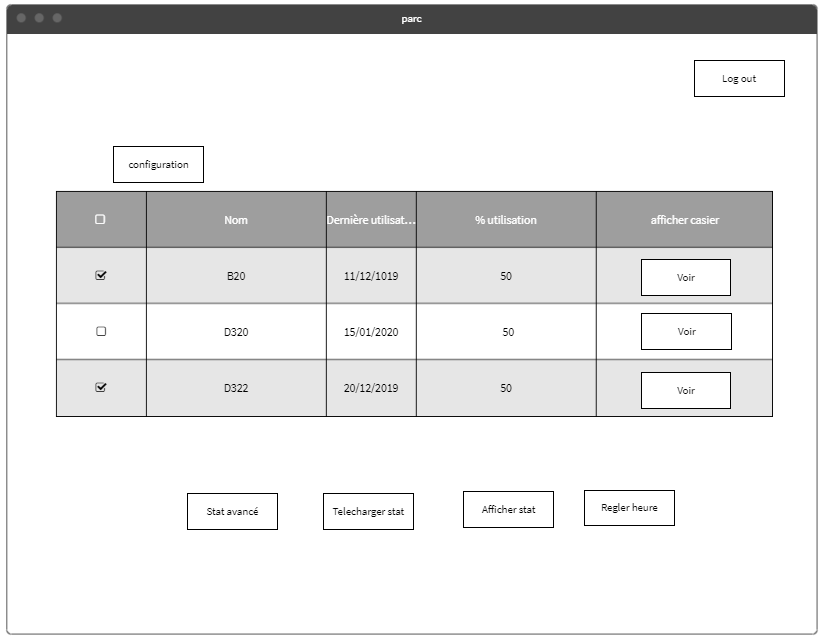 parc
Log out
configuration
Nom Dernière utilisat... % utilisation afficher casier
B20 11/12/1019 50 Voir
D320 15/01/2020 50 Voir
D322 20/12/2019 50 Voir
Stat avancé Telecharger stat Afficher stat Regler heure